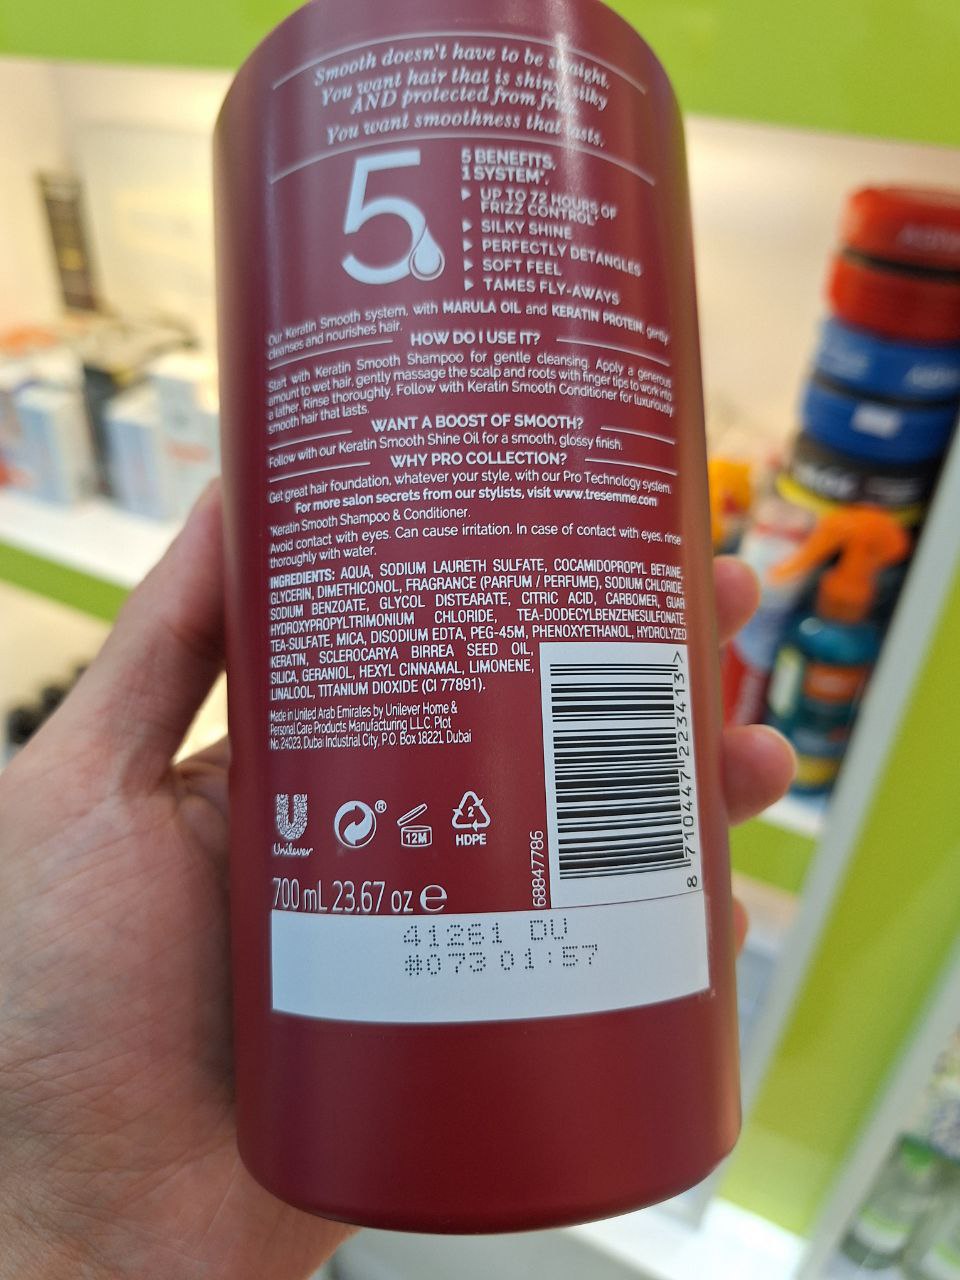 Smooth doesn't have to be straight.
You want hair that is shiny, silky
AND protected from frizz.
You want smoothness that lasts.
5
5 BENEFITS,
1 SYSTEM*.
▶ UP TO 72 HOURS OF
FRIZZ CONTROL*
▶ SILKY SHINE
▶ PERFECTLY DETANGLES
▶ SOFT FEEL
▶ TAMES FLY-AWAYS
Our Keratin Smooth system, with MARULA OIL and KERATIN PROTEIN, gently
cleanses and nourishes hair.
HOW DO I USE IT?
Start with Keratin Smooth Shampoo for gentle cleansing. Apply a generous
amount to wet hair, gently massage the scalp and roots with finger tips to work into
a lather. Rinse thoroughly. Follow with Keratin Smooth Conditioner for luxuriously
smooth hair that lasts.
WANT A BOOST OF SMOOTH?
Follow with our Keratin Smooth Shine Oil for a smooth, glossy finish.
WHY PRO COLLECTION?
Get great hair foundation, whatever your style, with our Pro Technology system.
For more salon secrets from our stylists, visit www.tresemme.com
*Keratin Smooth Shampoo & Conditioner.
Avoid contact with eyes. Can cause irritation. In case of contact with eyes, rinse
thoroughly with water.
INGREDIENTS: AQUA, SODIUM LAURETH SULFATE, COCAMIDOPROPYL BETAINE,
GLYCERIN, DIMETHICONOL, FRAGRANCE (PARFUM / PERFUME), SODIUM CHLORIDE,
SODIUM BENZOATE, GLYCOL DISTEARATE, CITRIC ACID, CARBOMER, GUAR
HYDROXYPROPYLTRIMONIUM CHLORIDE, TEA-DODECYLBENZENESULFONATE,
TEA-SULFATE, MICA, DISODIUM EDTA, PEG-45M, PHENOXYETHANOL, HYDROLYZED
KERATIN, SCLEROCARYA BIRREA SEED OIL,
SILICA, GERANIOL, HEXYL CINNAMAL, LIMONENE,
LINALOOL, TITANIUM DIOXIDE (CI 77891).
Made in United Arab Emirates by Unilever Home &
Personal Care Products Manufacturing L.L.C. Plot
No. 24023, Dubai Industrial City, P.O. Box 18221, Dubai
Unilever
®
12M
2
HDPE
68847786
8 710447 223413 >
700 mL 23.67 oz e
41261 DU
#073 01:57